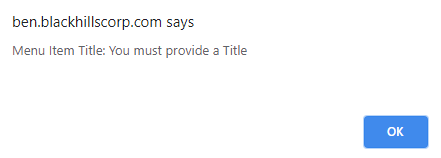 ben.blackhillscorp.com says
Menu Item Title: You must provide a Title
OK